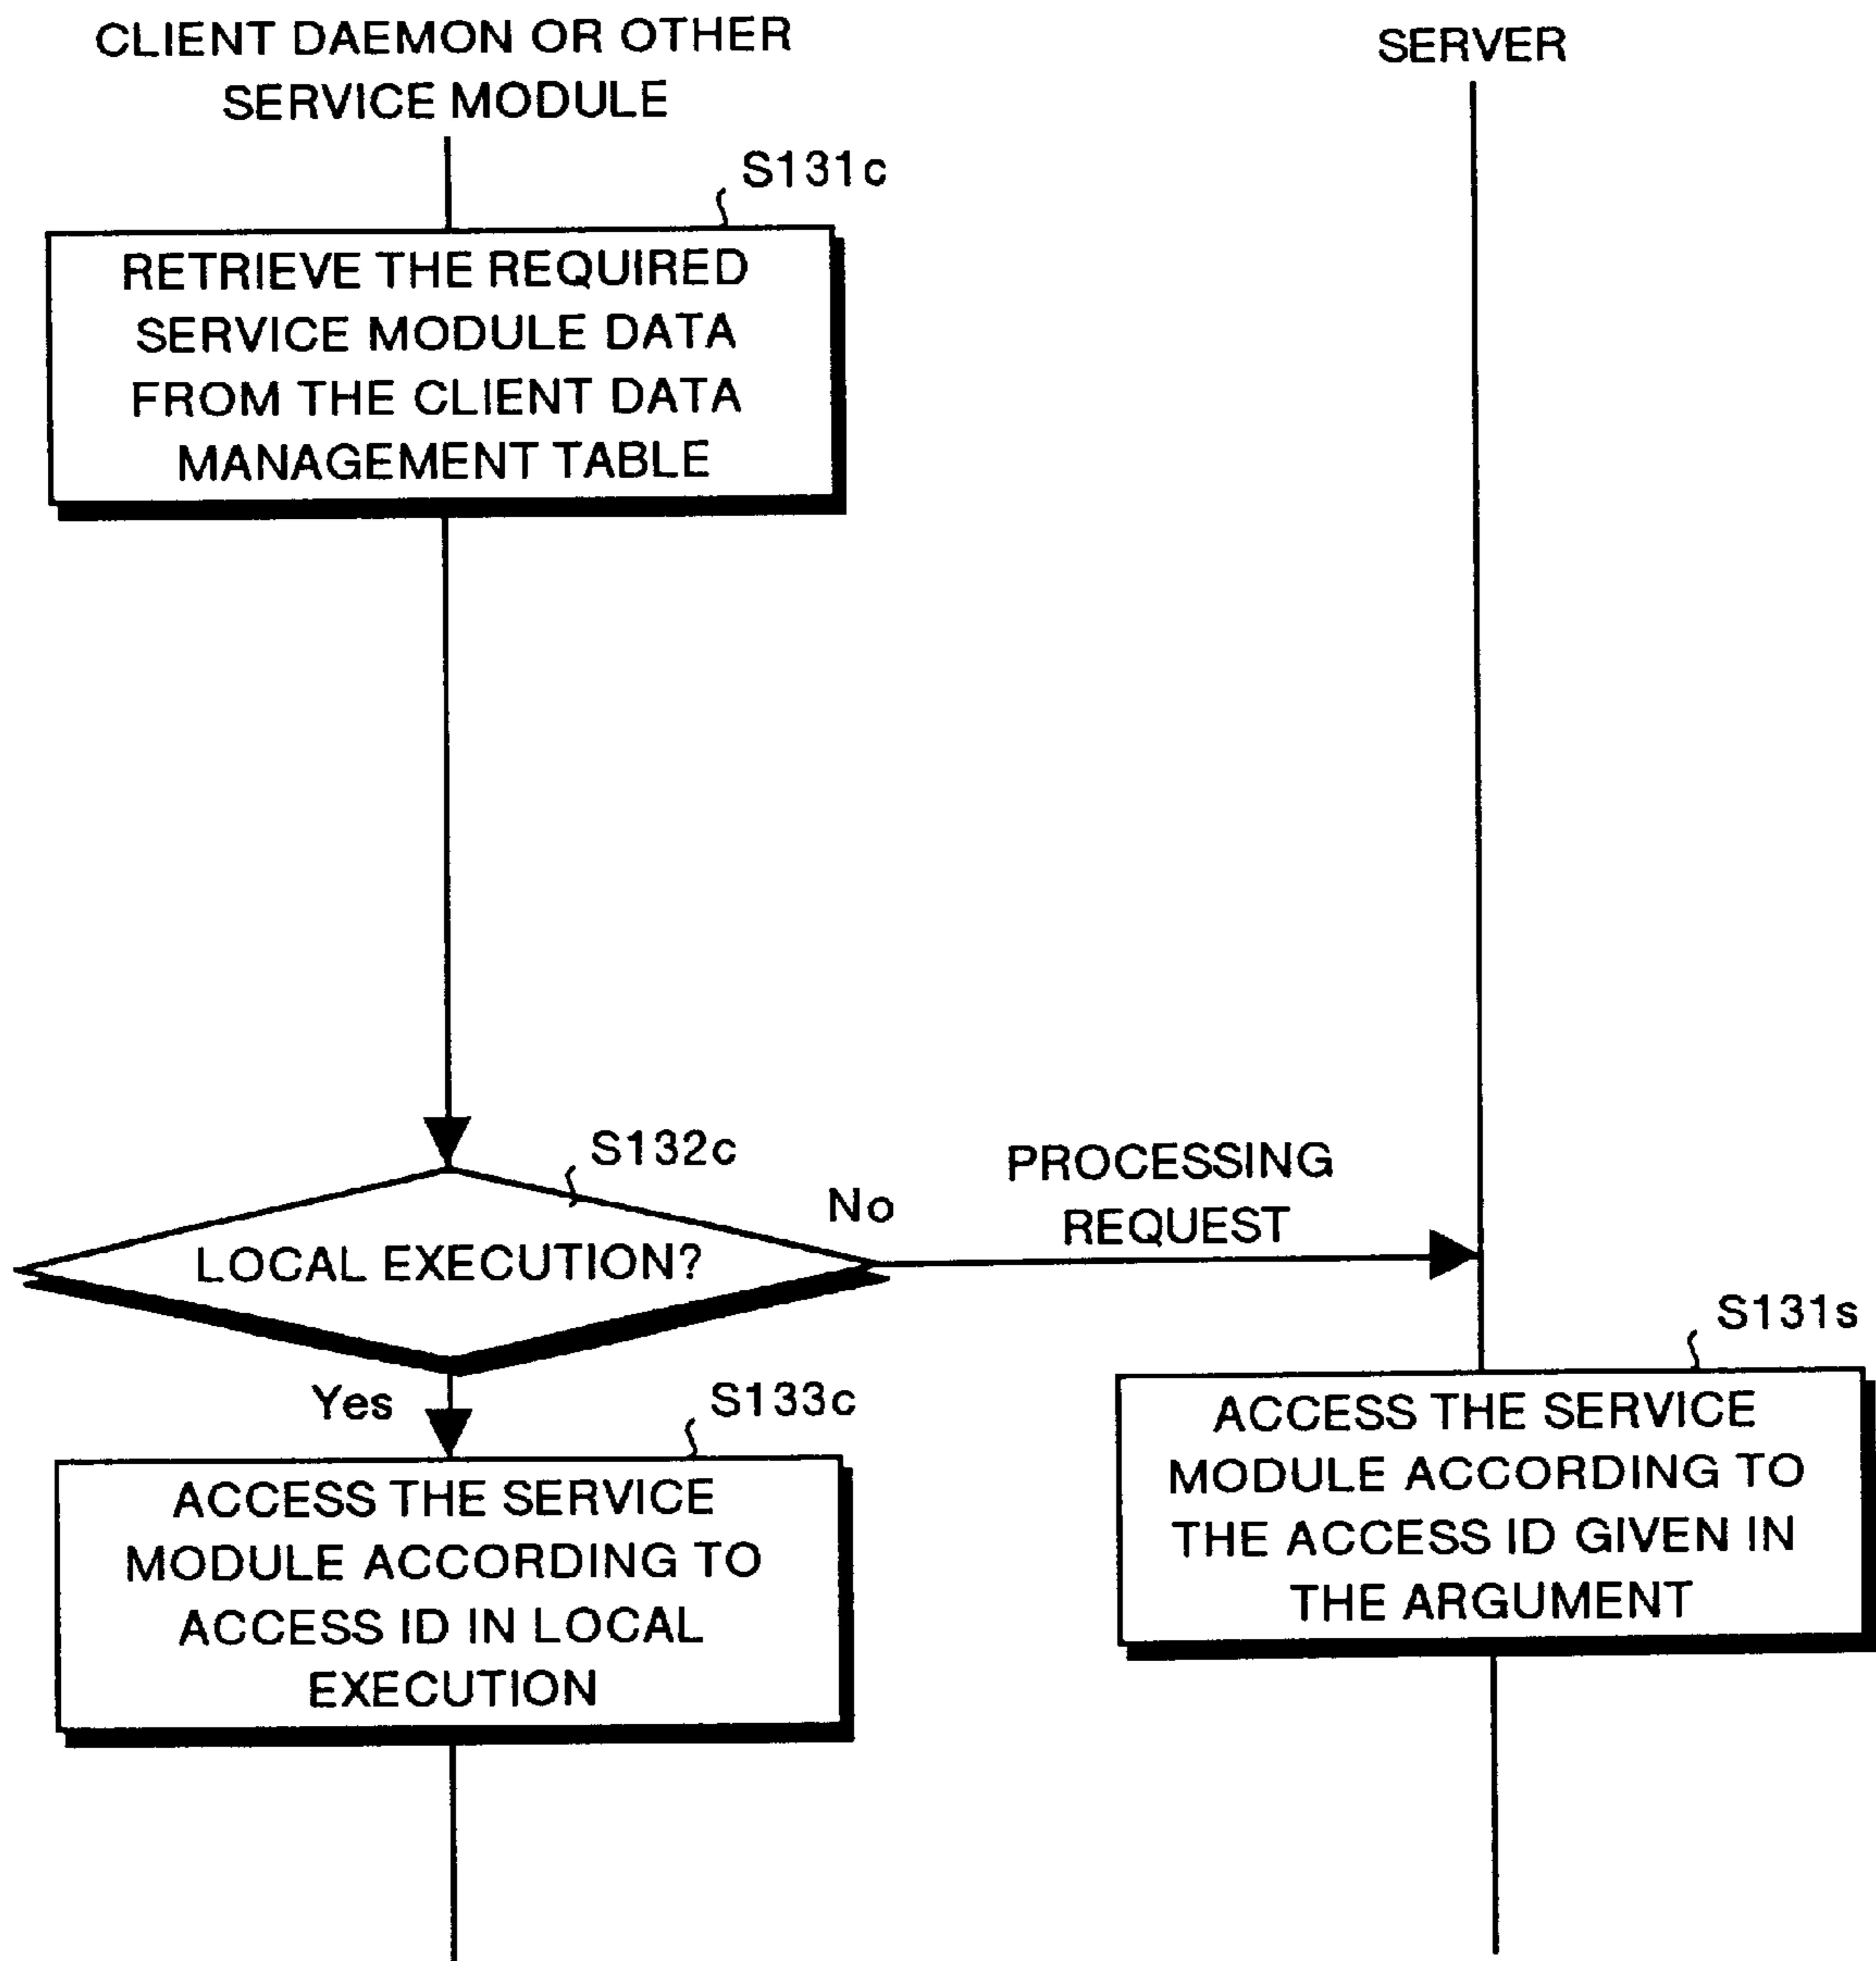 CLIENT DAEMON OR OTHER
SERVICE MODULE
SERVER
S131c
RETRIEVE THE REQUIRED
SERVICE MODULE DATA
FROM THE CLIENT DATA
MANAGEMENT TABLE
S132c
LOCAL EXECUTION?
No
PROCESSING
REQUEST
Yes
S133c
ACCESS THE SERVICE
MODULE ACCORDING TO
ACCESS ID IN LOCAL
EXECUTION
S131s
ACCESS THE SERVICE
MODULE ACCORDING TO
THE ACCESS ID GIVEN IN
THE ARGUMENT